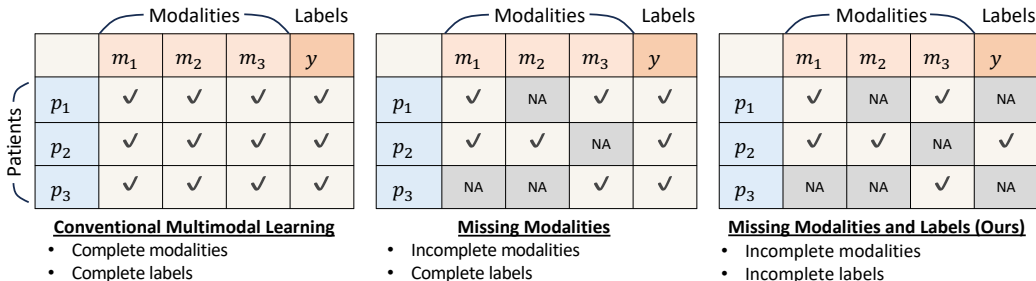 Modalities Labels
m₁ m₂ m₃ y
Patients
p₁ ✓ ✓ ✓ ✓
p₂ ✓ ✓ ✓ ✓
p₃ ✓ ✓ ✓ ✓
Conventional Multimodal Learning
• Complete modalities
• Complete labels
Modalities Labels
m₁ m₂ m₃ y
p₁ ✓ NA ✓ ✓
p₂ ✓ ✓ NA ✓
p₃ NA NA ✓ ✓
Missing Modalities
• Incomplete modalities
• Complete labels
Modalities Labels
m₁ m₂ m₃ y
p₁ ✓ NA ✓ NA
p₂ ✓ ✓ NA ✓
p₃ NA NA ✓ NA
Missing Modalities and Labels (Ours)
• Incomplete modalities
• Incomplete labels